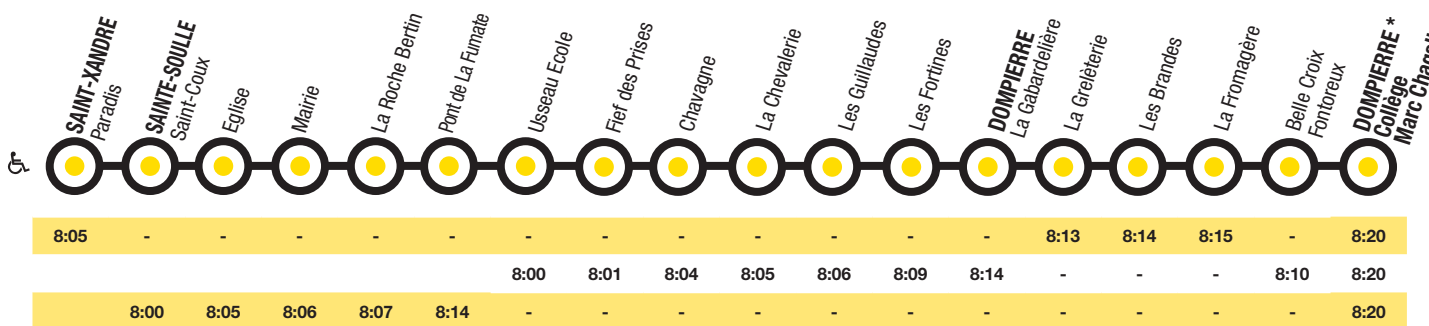 SAINT-XANDRE
Paradis
SAINTE-SOULLE
Saint-Coux
Eglise
Mairie
La Roche Bertin
Pont de La Fumate
Usseau Ecole
Fief des Prises
Chavagne
La Chevalerie
Les Guillaudes
Les Fortines
DOMPIERRE
La Gabardelière
La Grelèterie
Les Brandes
La Fromagère
Belle Croix
Fontoreux
DOMPIERRE *
Collège
Marc Chagall
8:05 - - - - - - - - - - - - 8:13 8:14 8:15 - 8:20
8:00 8:01 8:04 8:05 8:06 8:09 8:14 - - - 8:10 8:20
8:00 8:05 8:06 8:07 8:14 - - - - - - - - - - - 8:20